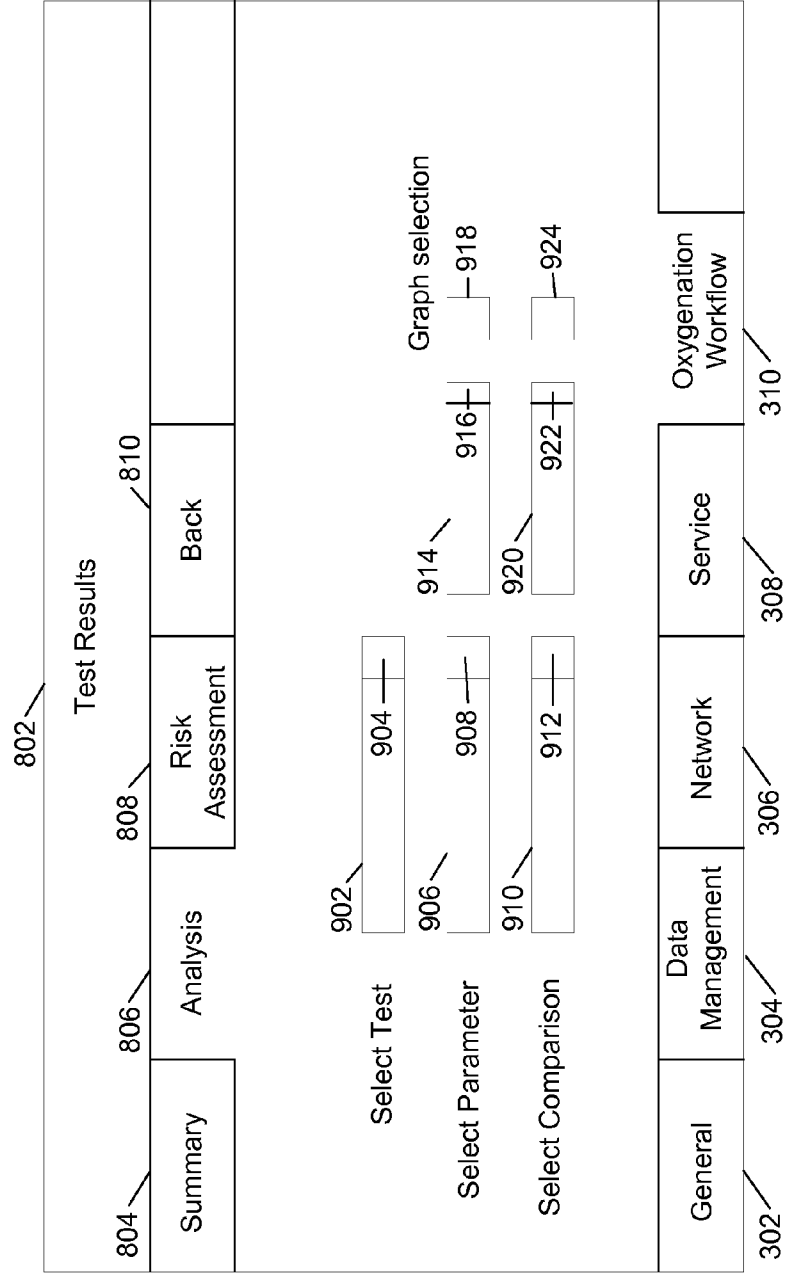 802
Test Results
804
806
808
810
Summary
Analysis
Risk
Assessment
Back
902
904
Select Test
Graph selection
906
908
914
916
918
Select Parameter
910
912
920
922
924
Select Comparison
General
Data
Management
Network
Service
Oxygenation
Workflow
302
304
306
308
310